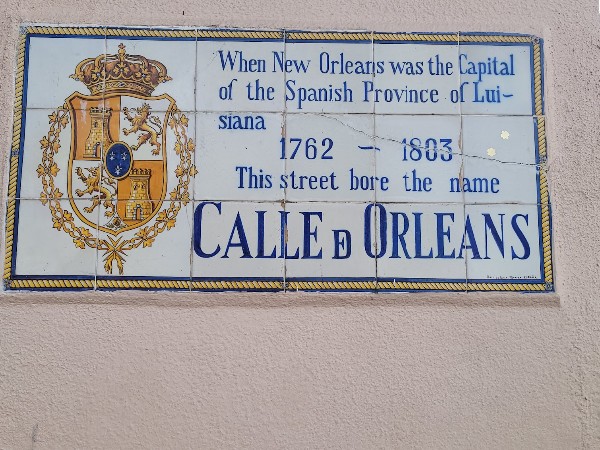 When New Orleans was the Capital
of the Spanish Province of Lui-
siana
1762 – 1803
This street bore the name
CALLE D ORLEANS